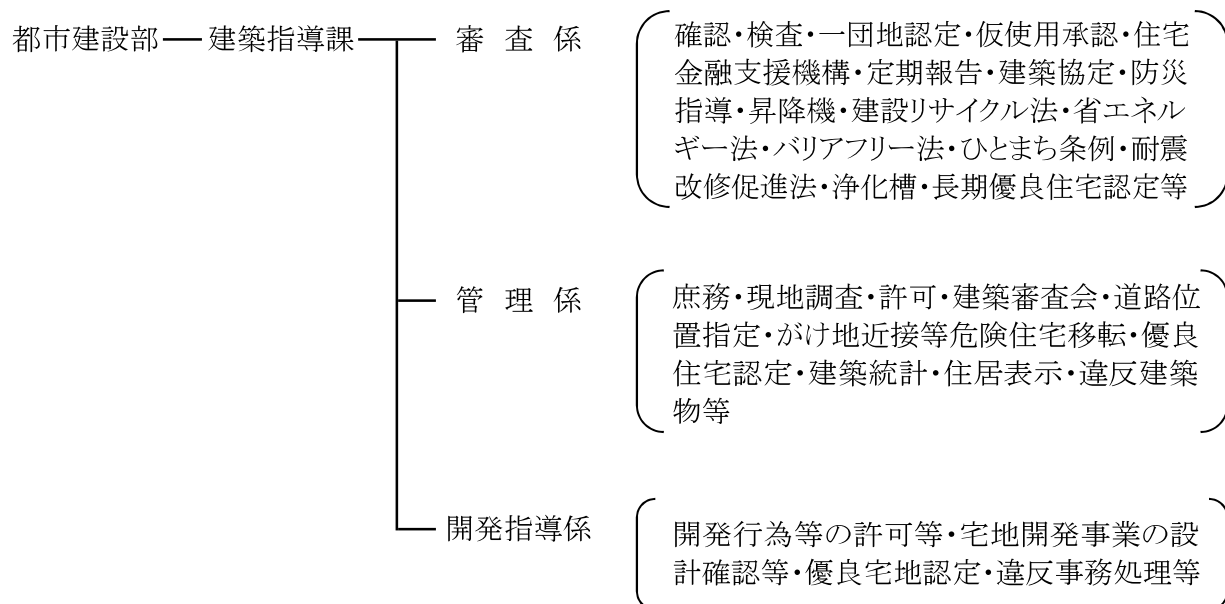 都市建設部 建築指導課 審査係
確認・検査・一団地認定・仮使用承認・住宅
金融支援機構・定期報告・建築協定・防災
指導・昇降機・建設リサイクル法・省エネル
ギー法・バリアフリー法・ひとまち条例・耐震
改修促進法・浄化槽・長期優良住宅認定等
管理係
庶務・現地調査・許可・建築審査会・道路位
置指定・がけ地近接等危険住宅移転・優良
住宅認定・建築統計・住居表示・違反建築
物等
開発指導係
開発行為等の許可等・宅地開発事業の設
計確認等・優良宅地認定・違反事務処理等